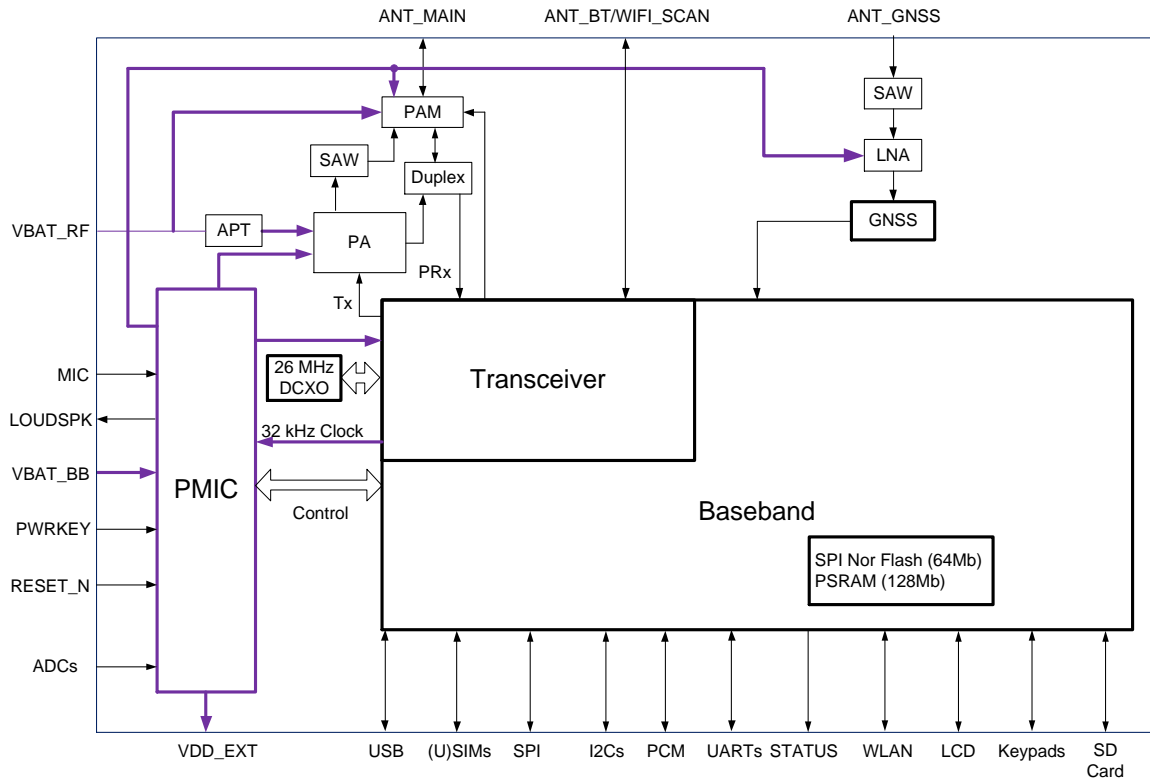 ANT_MAIN
ANT_BT/WIFI_SCAN
ANT_GNSS
SAW
PAM
LNA
SAW
Duplex
GNSS
VBAT_RF
APT
PA
PRx
Tx
26 MHz
DCXO
Transceiver
MIC
LOUDSPK
32 kHz Clock
VBAT_BB
PMIC
Control
Baseband
PWRKEY
SPI Nor Flash (64Mb)
PSRAM (128Mb)
RESET_N
ADCs
VDD_EXT
USB
(U)SIMs
SPI
I2Cs
PCM
UARTs
STATUS
WLAN
LCD
Keypads
SD
Card